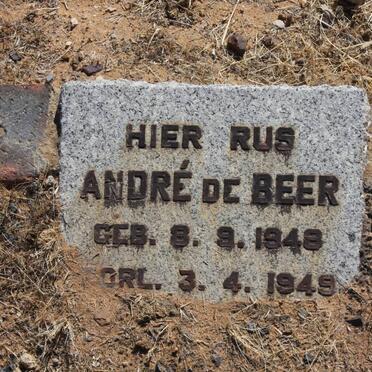 HIER RUS
ANDRÉ DE BEER
GEB. 8. 9. 1948
ORL. 3. 4. 1949